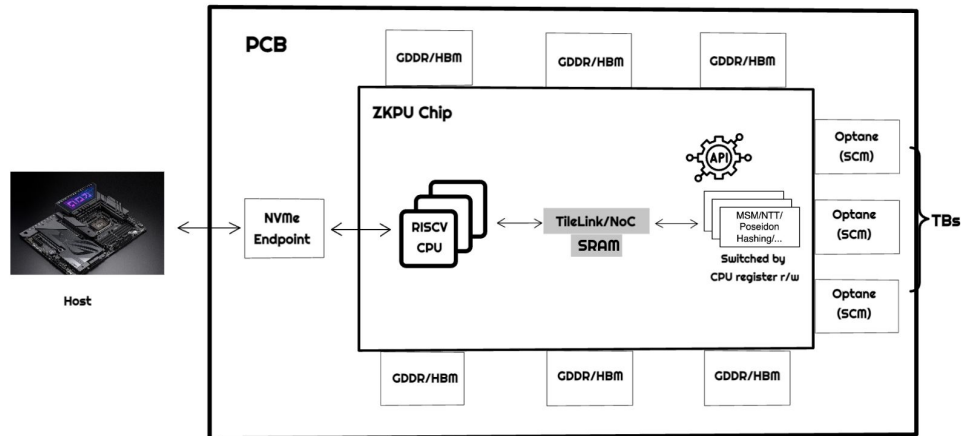 PCB
GDDR/HBM
GDDR/HBM
GDDR/HBM
ZKPU Chip
API
Optane
(SCM)
NVMe
Endpoint
RISCV
CPU
TileLink/NoC
SRAM
MSM/NTT/
Poseidon
Hashing/...
Switched by
CPU register r/w
Optane
(SCM)
TBs
Host
Optane
(SCM)
GDDR/HBM
GDDR/HBM
GDDR/HBM